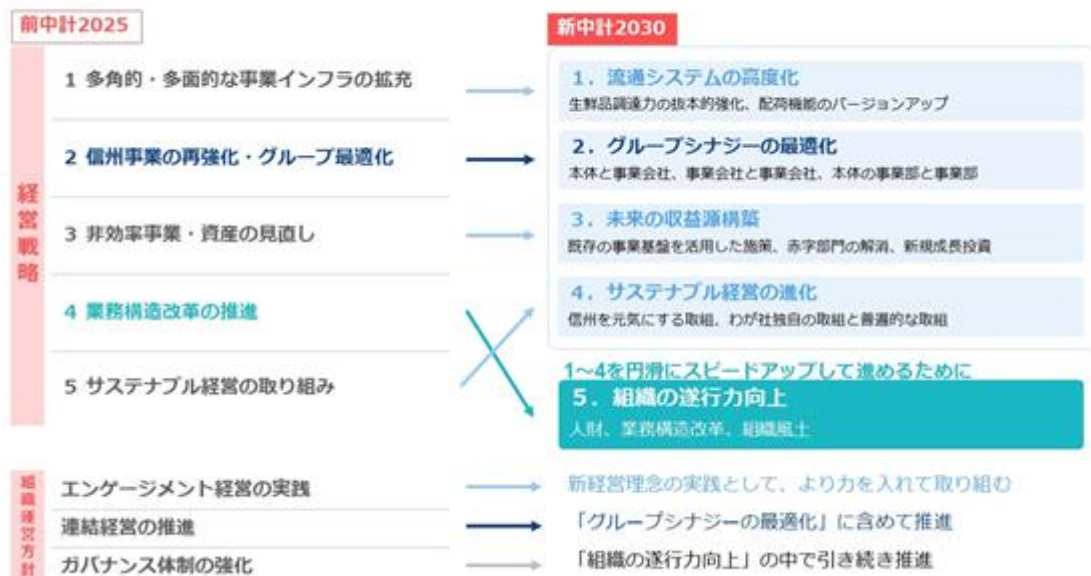 前中計2025
新中計2030
経営戦略
1 多角的・多面的な事業インフラの拡充
2 信州事業の再強化・グループ最適化
3 非効率事業・資産の見直し
4 業務構造改革の推進
5 サステナブル経営の取り組み
1. 流通システムの高度化
生鮮品調達力の抜本的強化、配荷機能のバージョンアップ
2. グループシナジーの最適化
本体と事業会社、事業会社と事業会社、本体の事業部と事業部
3. 未来の収益源構築
既存の事業基盤を活用した施策、赤字部門の解消、新規成長投資
4. サステナブル経営の進化
信州を元気にする取組、わが社独自の取組と普遍的な取組
1~4を円滑にスピードアップして進めるために
5. 組織の遂行力向上
人財、業務構造改革、組織風土
組織運営方針
エンゲージメント経営の実践
連結経営の推進
ガバナンス体制の強化
新経営理念の実践として、より力を入れて取り組む
「グループシナジーの最適化」に含めて推進
「組織の遂行力向上」の中で引き続き推進